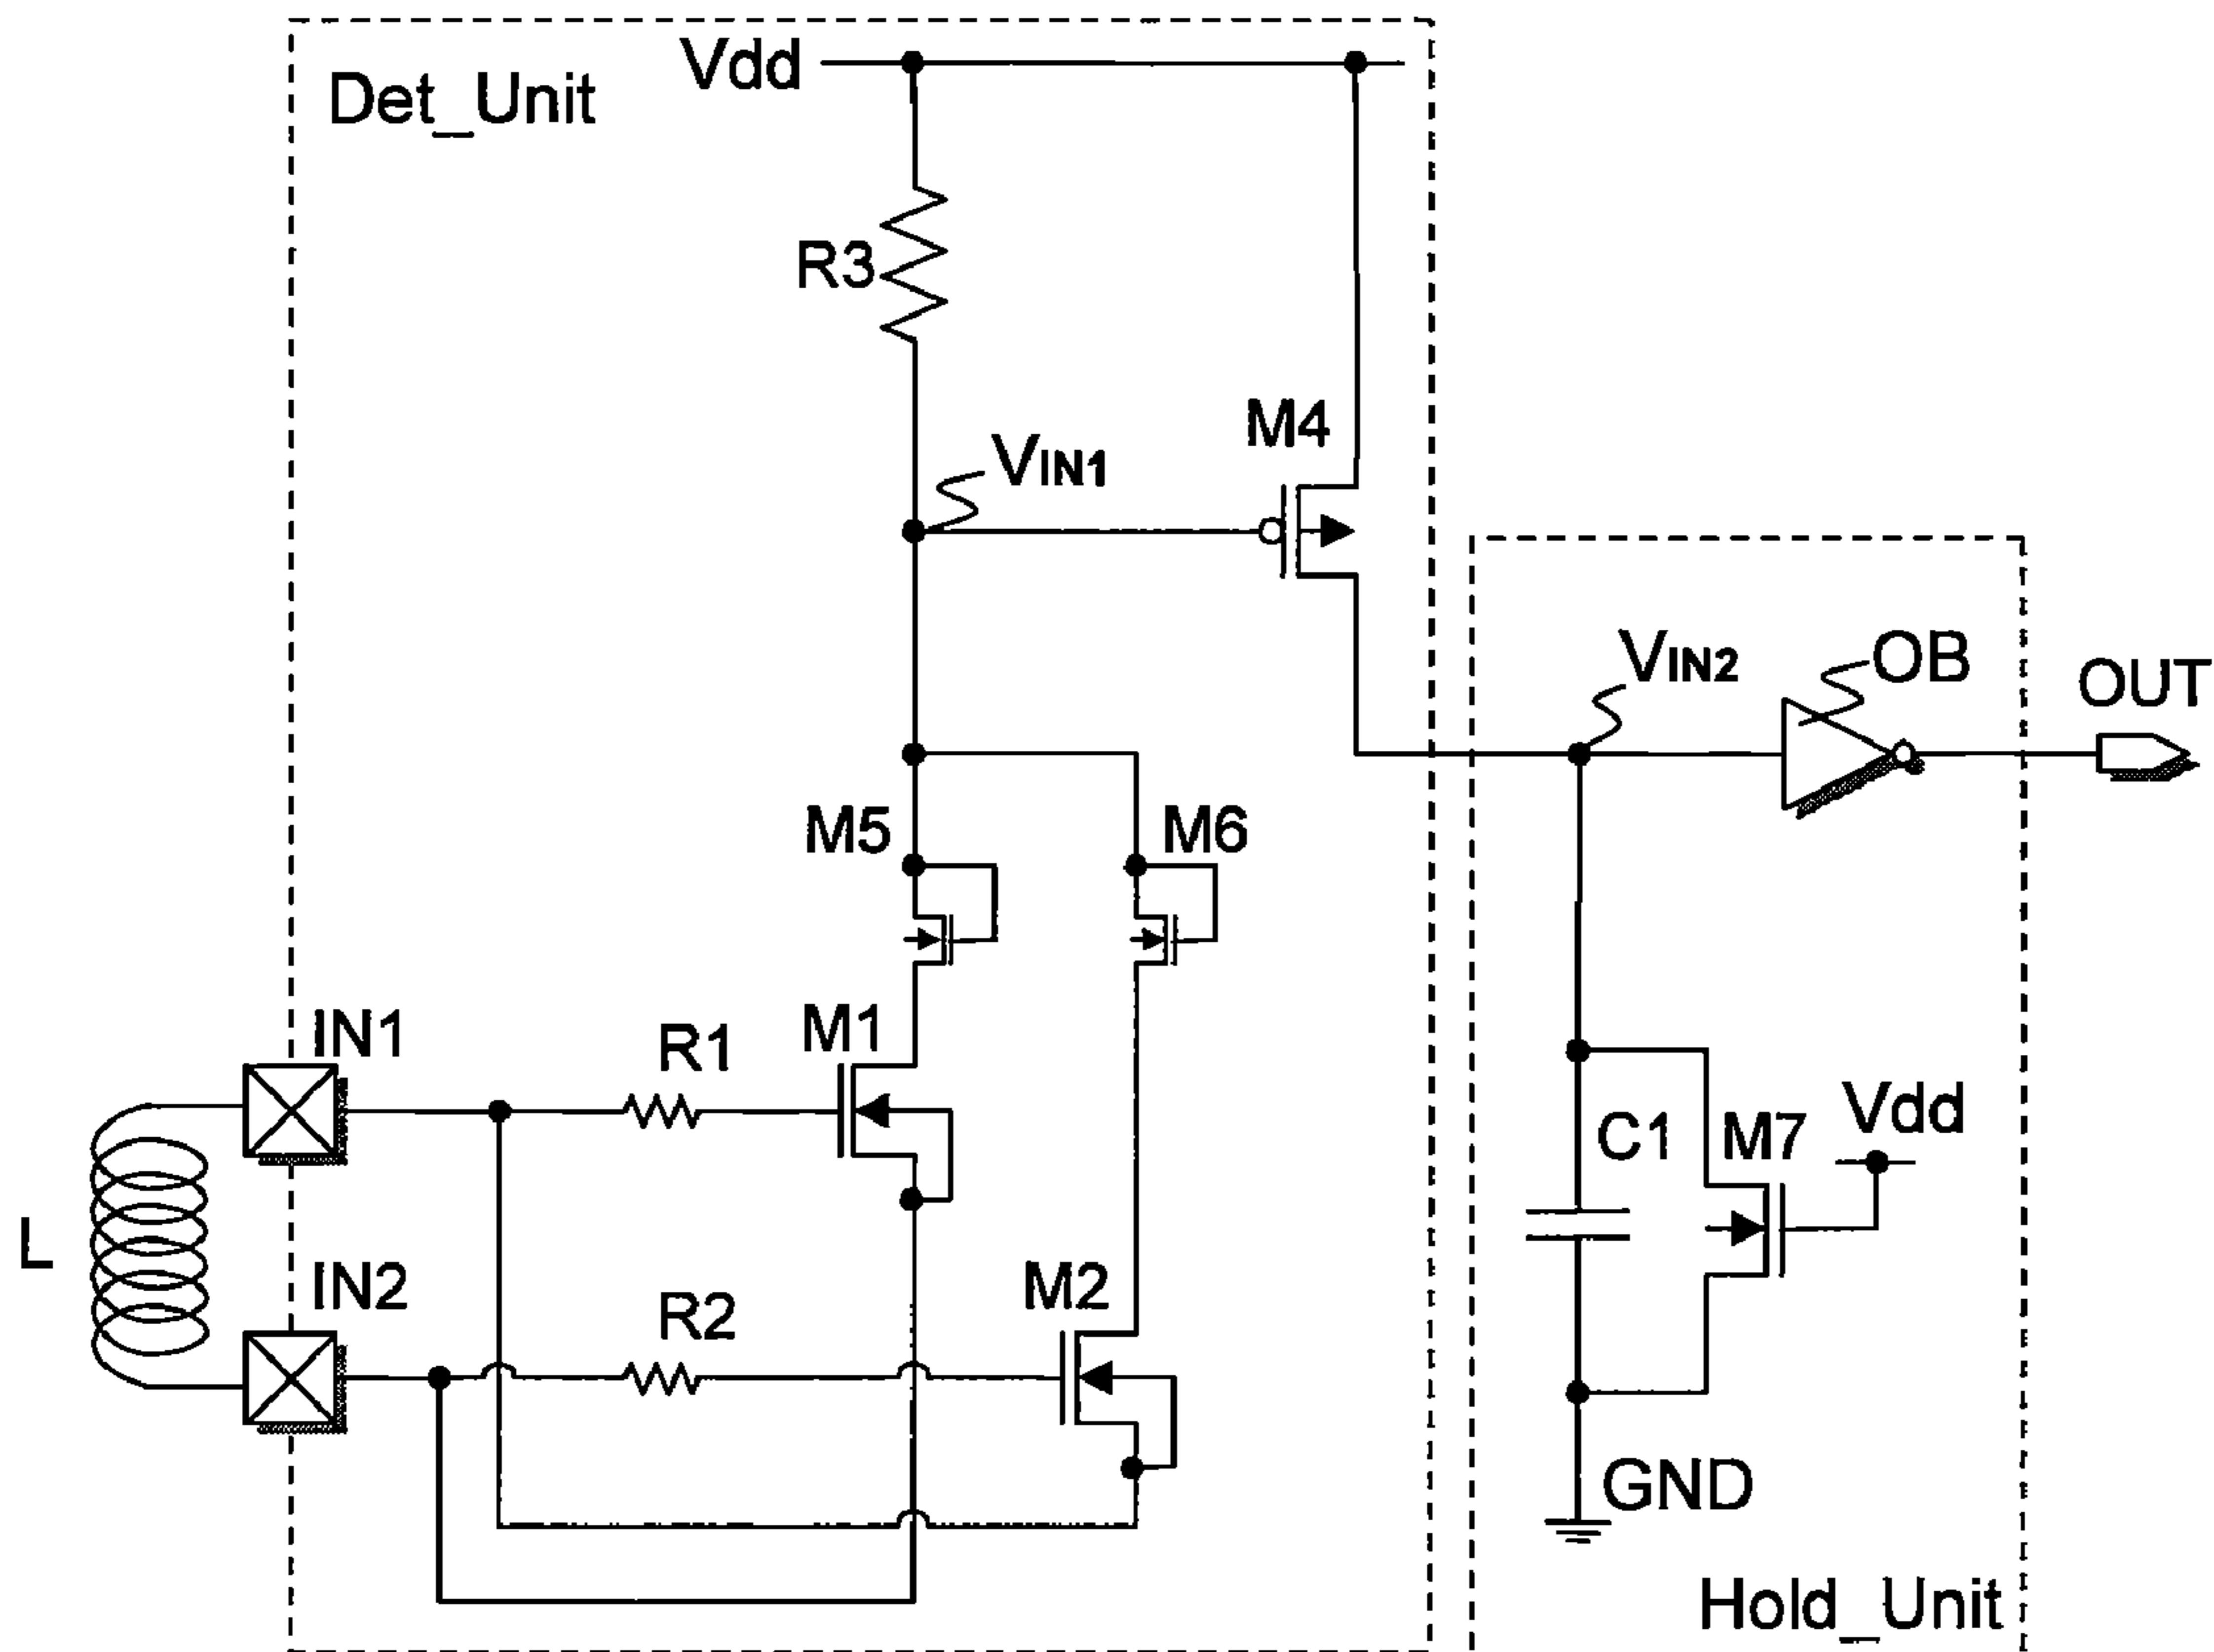 Vdd
Det_Unit
R3
M4
VIN1
VIN2
OB
OUT
M5
M6
IN1
R1
M1
C1
M7
Vdd
L
IN2
R2
M2
GND
Hold_Unit